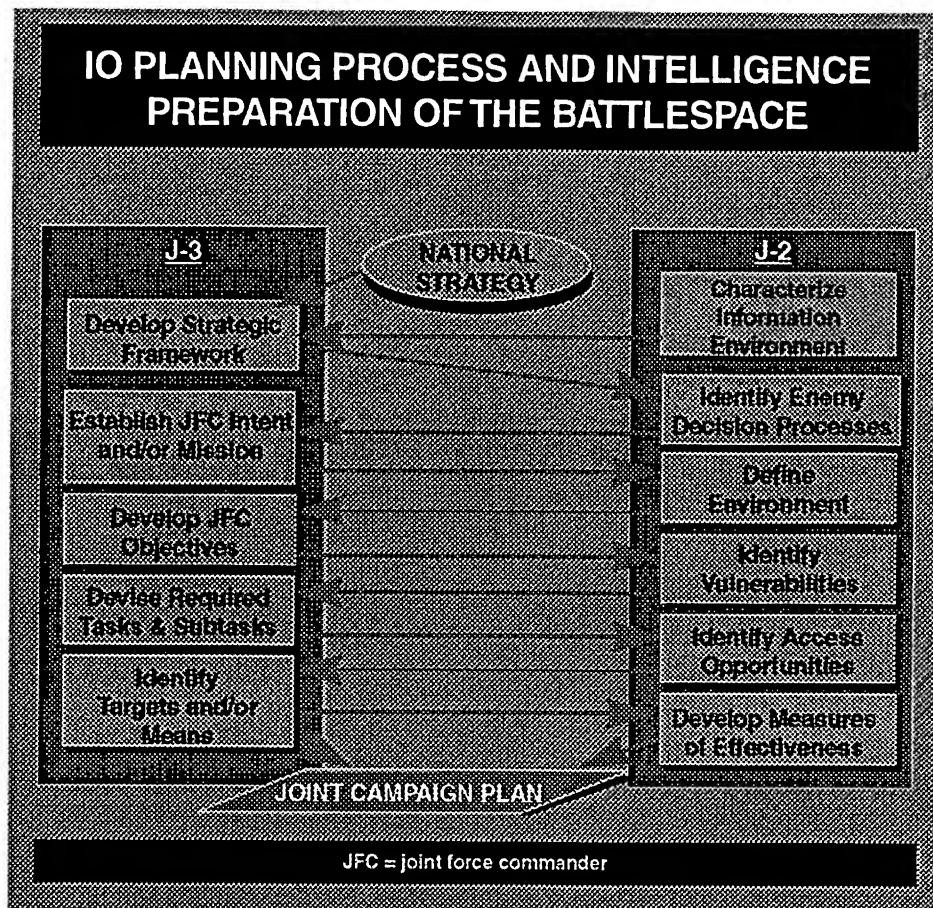 IO PLANNING PROCESS AND INTELLIGENCE
PREPARATION OF THE BATTLESPACE
NATIONAL
STRATEGY
J-3
Develop Strategic
Framework
Establish JFC Intent
and/or Mission
Develop JFC
Objectives
Devise Required
Tasks & Subtasks
Identify
Targets and/or
Means
J-2
Characterize
Information
Environment
Identify Enemy
Decision Processes
Define
Environment
Identify
Vulnerabilities
Identify Access
Opportunities
Develop Measures
of Effectiveness
JOINT CAMPAIGN PLAN
JFC = joint force commander